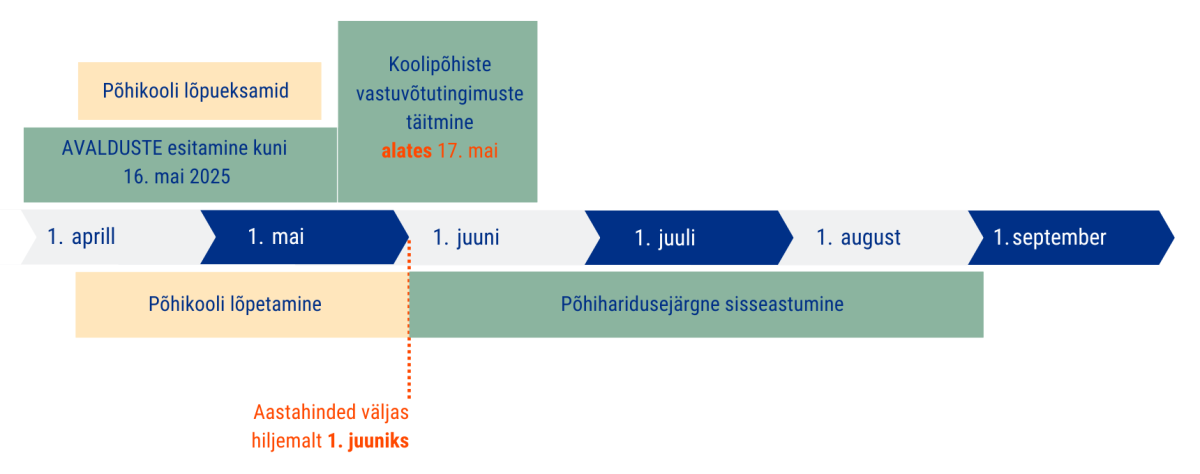 Koolipõhiste
vastuvõtutingimuste
täitmine
alates 17. mai
Põhikooli lõpueksamid
AVALDUSTE esitamine kuni
16. mai 2025
1. aprill
1. mai
1. juuni
1. juuli
1. august
1. september
Põhikooli lõpetamine
Põhiharidusejärgne sisseastumine
Aastahinded väljas
hiljemalt 1. juuniks